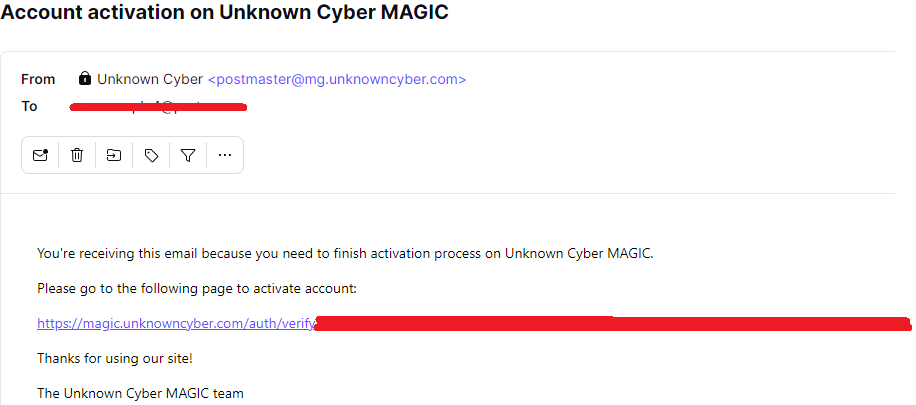 Account activation on Unknown Cyber MAGIC
From Unknown Cyber <postmaster@mg.unknowncyber.com>
To
You're receiving this email because you need to finish activation process on Unknown Cyber MAGIC.
Please go to the following page to activate account:
https://magic.unknowncyber.com/auth/verify
Thanks for using our site!
The Unknown Cyber MAGIC team